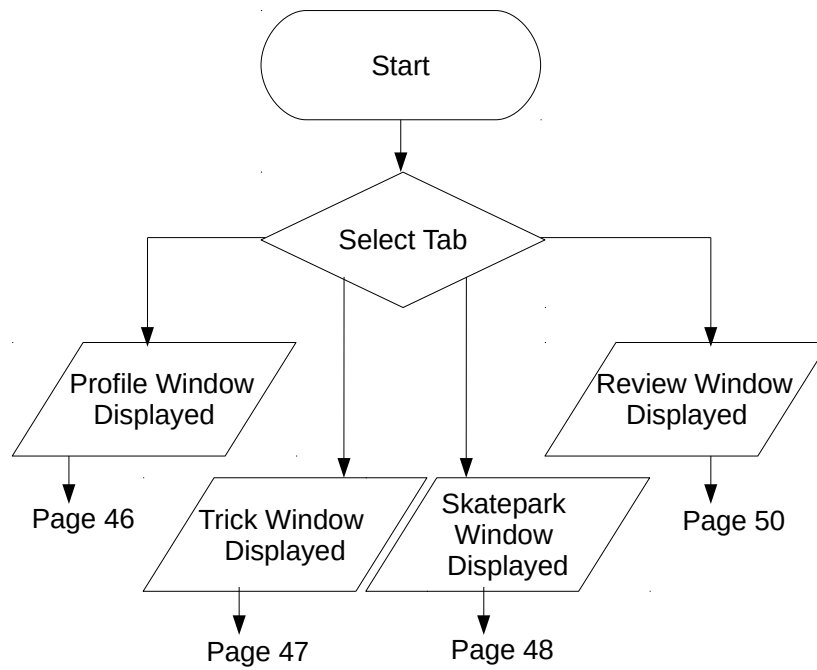 Start
Select Tab
Profile Window
Displayed
Review Window
Displayed
Page 46
Trick Window
Displayed
Skatepark
Window
Displayed
Page 50
Page 47
Page 48